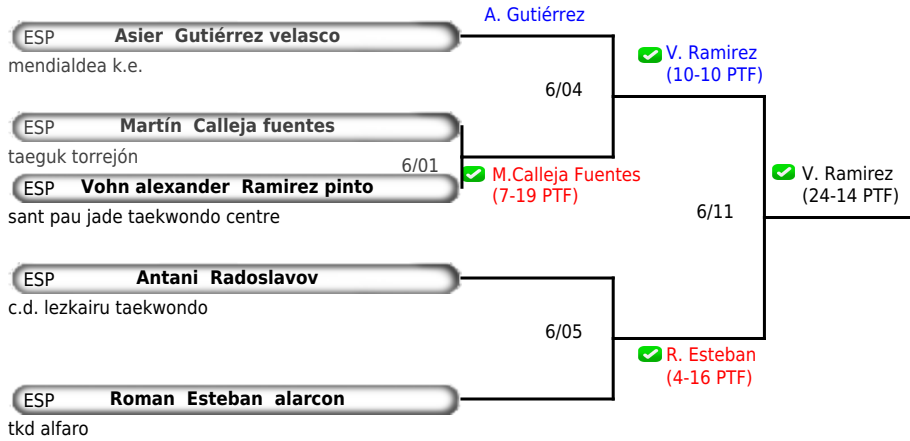 A. Gutiérrez
ESP Asier Gutiérrez velasco
mendialdea k.e.
V. Ramirez
(10-10 PTF)
6/04
ESP Martín Calleja fuentes
taeguk torrejón
6/01
M.Calleja Fuentes
(7-19 PTF)
ESP Vohn alexander Ramirez pinto
sant pau jade taekwondo centre
V. Ramirez
(24-14 PTF)
6/11
ESP Antani Radoslavov
c.d. lezkairu taekwondo
6/05
R. Esteban
(4-16 PTF)
ESP Roman Esteban alarcon
tkd alfaro